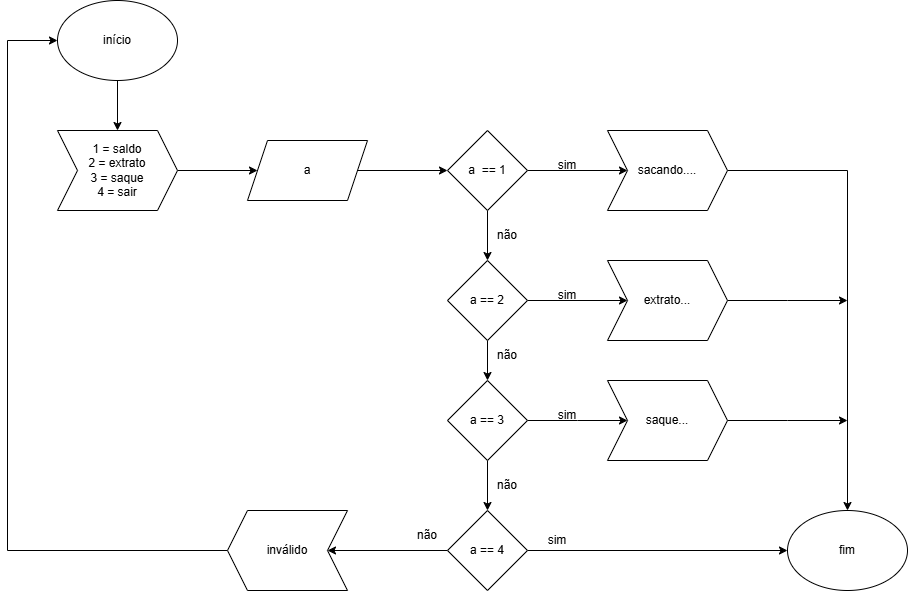 início
1 = saldo
2 = extrato
3 = saque
4 = sair
a
a == 1
sim
sacando....
não
a == 2
sim
extrato...
não
a == 3
sim
saque...
não
inválido
não
a == 4
sim
fim